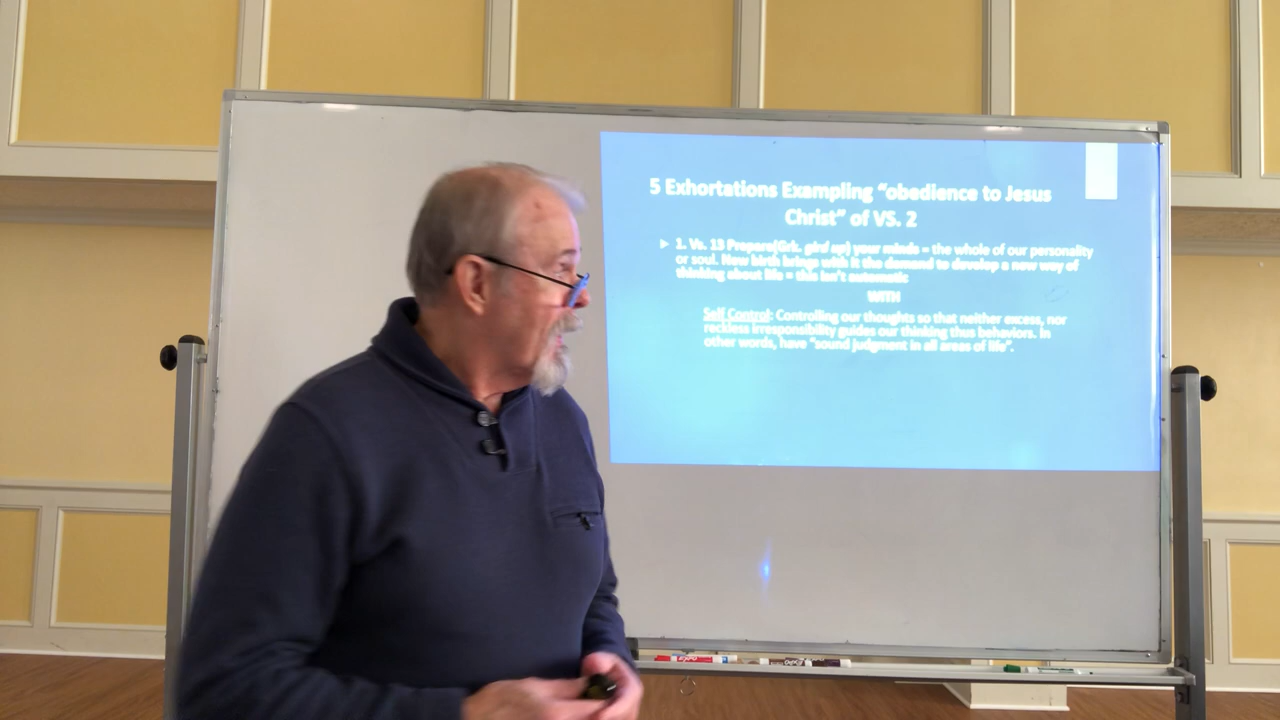 5 Exhortations Exampling “obedience to Jesus
Christ” of VS. 2
1. Vs. 13 Prepare(Grk. gird up) your minds = the whole of our personality
or soul. New birth brings with it the demand to develop a new way of
thinking about life = this isn't automatic
WITH
Self Control: Controlling our thoughts so that neither excess, nor
reckless irresponsibility guides our thinking thus behaviors. In
other words, have “sound judgment in all areas of life”.
EXPO
EXPO